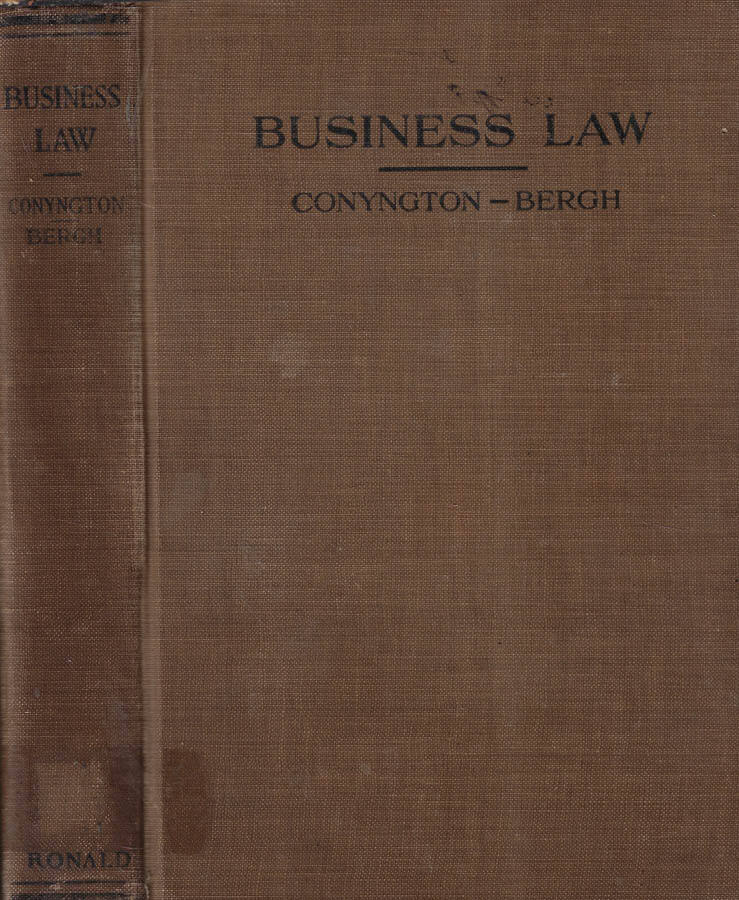 BUSINESS
LAW
CONYNGTON
BERGH
RONALD
BUSINESS LAW
CONYNGTON – BERGH